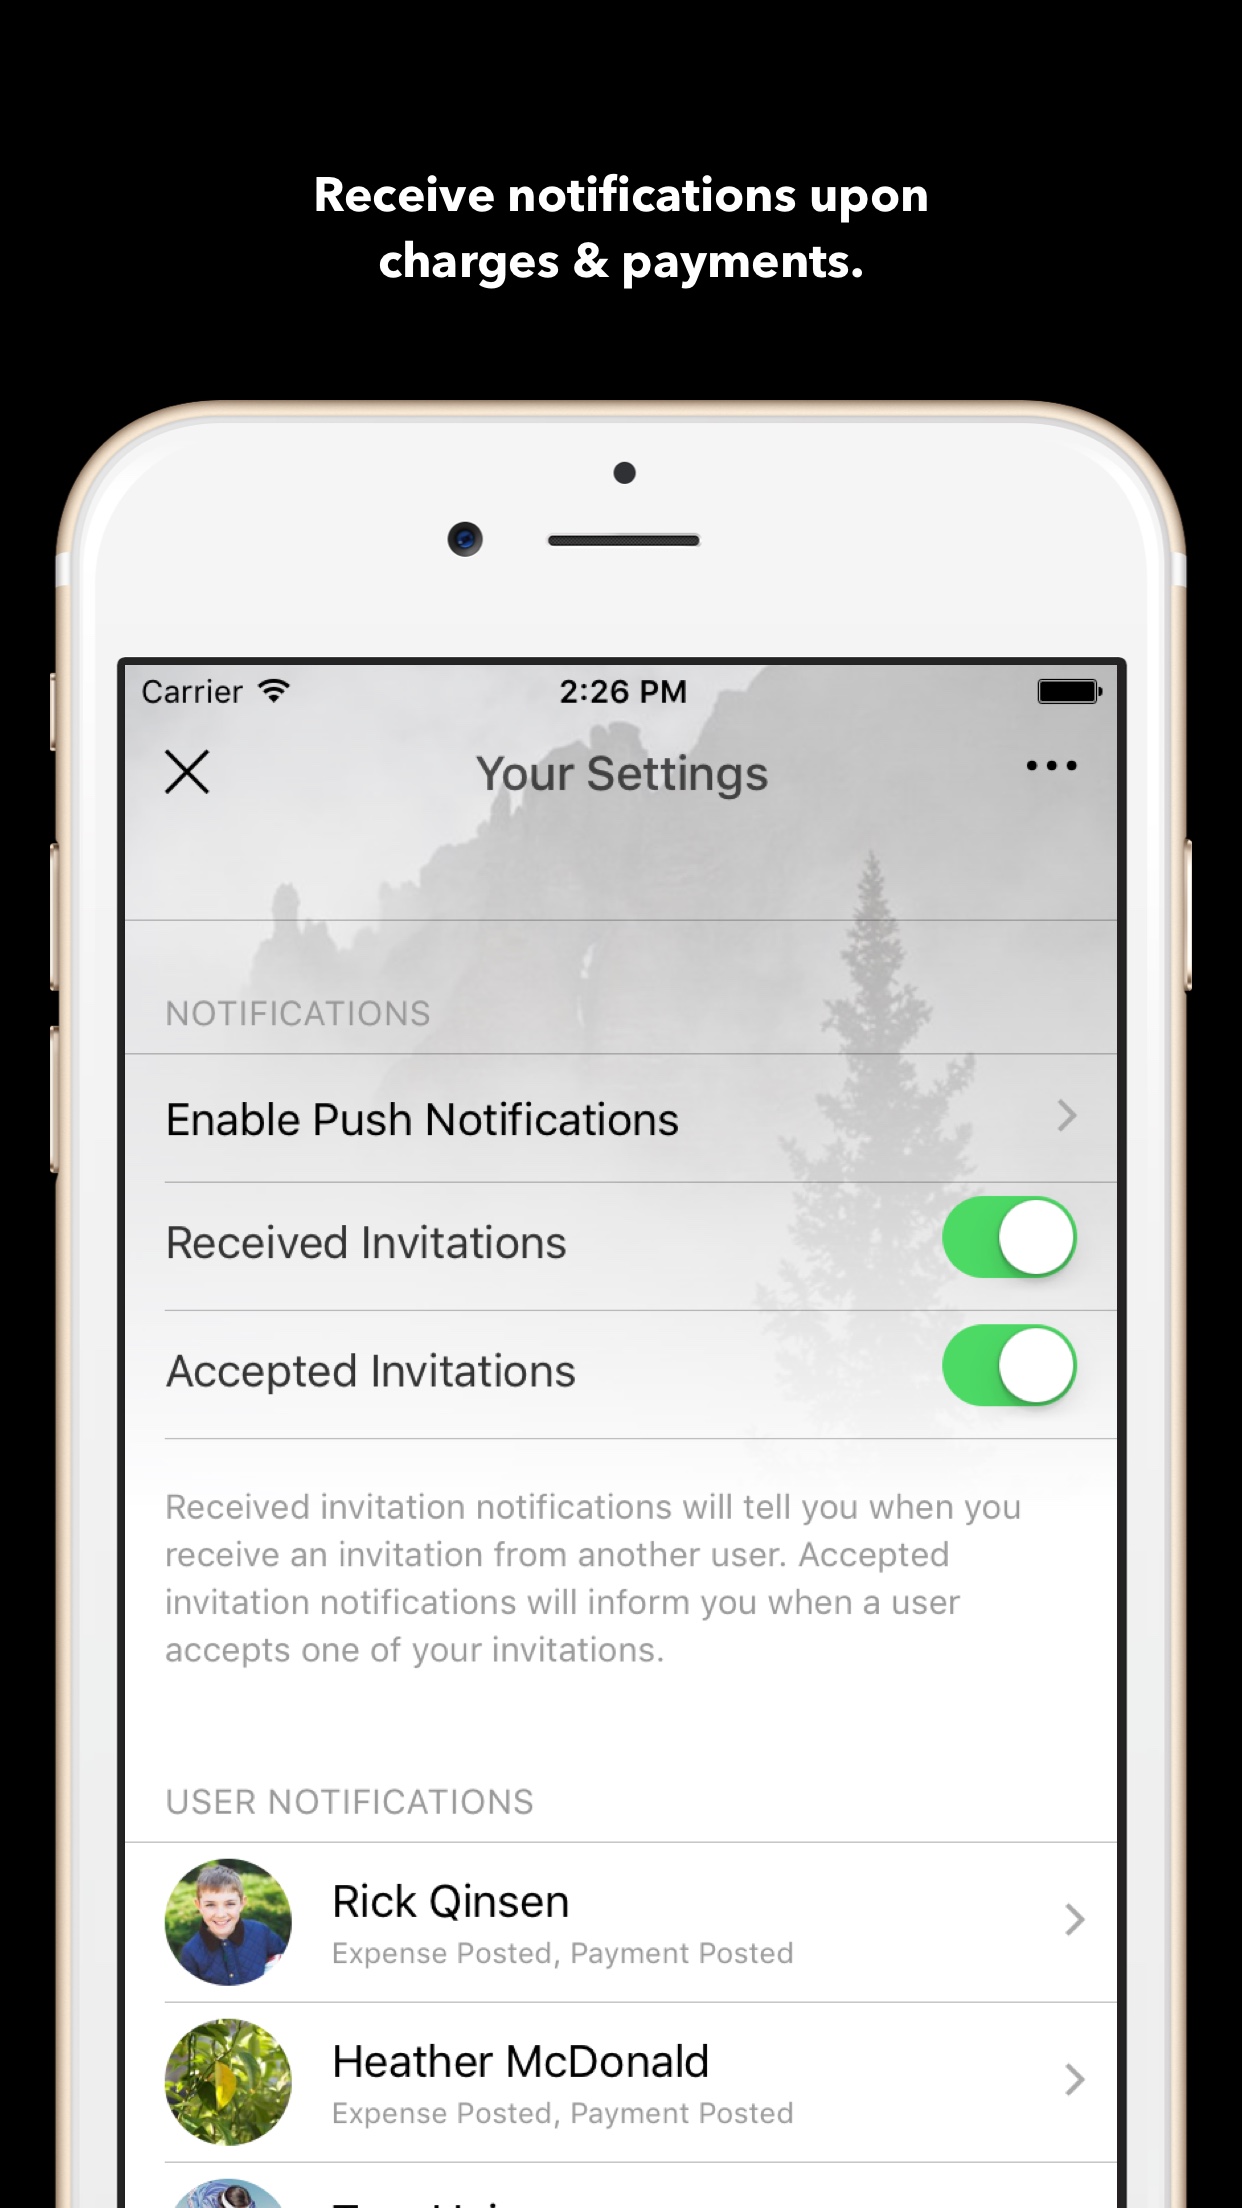 Receive notifications upon
charges & payments.
Carrier
2:26 PM
Your Settings
NOTIFICATIONS
Enable Push Notifications
Received Invitations
Accepted Invitations
Received invitation notifications will tell you when you
receive an invitation from another user. Accepted
invitation notifications will inform you when a user
accepts one of your invitations.
USER NOTIFICATIONS
Rick Qinsen
Expense Posted, Payment Posted
Heather McDonald
Expense Posted, Payment Posted